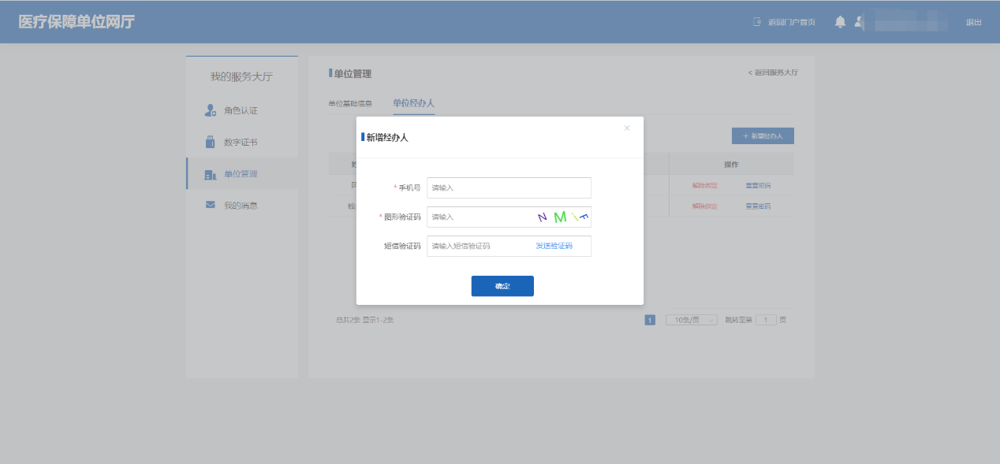 医疗保障单位网厅
返回门户首页
退出
我的服务大厅
角色认证
数字证书
单位管理
我的消息
单位管理
< 返回服务大厅
单位基础信息 单位经办人
+ 新增经办人
操作
解除绑定 重置密码
解除绑定 重置密码
新增经办人
×
* 手机号 请输入
* 图形验证码 请输入
短信验证码 请输入短信验证码 发送验证码
确定
总共2条 显示1-2条
1 10条/页 跳转至第 1 页